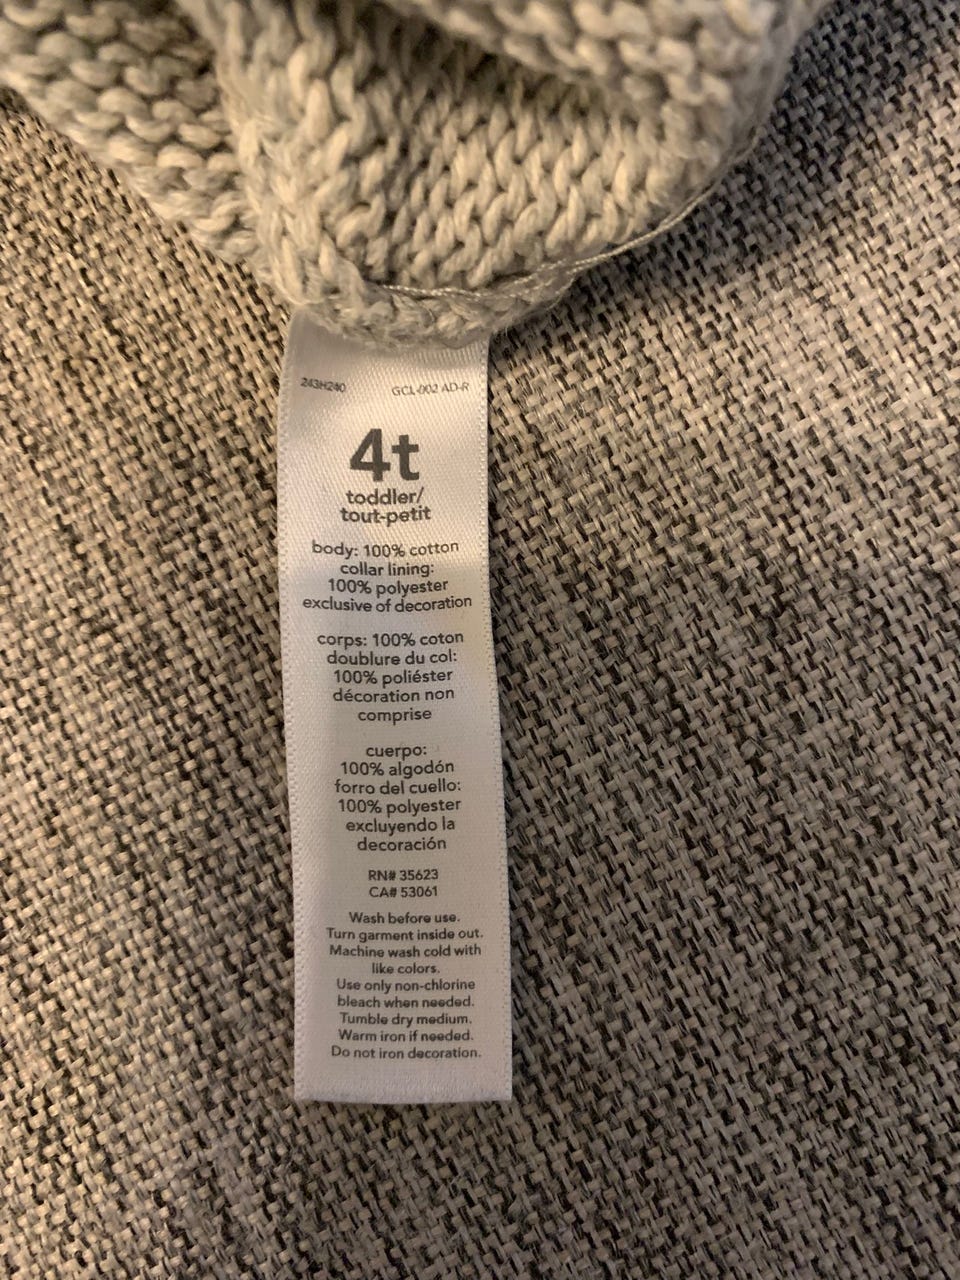 243H240 GCL-002 AD-R
4t
toddler/
tout-petit
body: 100% cotton
collar lining:
100% polyester
exclusive of decoration
corps: 100% coton
doublure du col:
100% poliéster
décoration non
comprise
cuerpo:
100% algodón
forro del cuello:
100% polyester
excluyendo la
decoración
RN# 35623
CA# 53061
Wash before use.
Turn garment inside out.
Machine wash cold with
like colors.
Use only non-chlorine
bleach when needed.
Tumble dry medium.
Warm iron if needed.
Do not iron decoration.